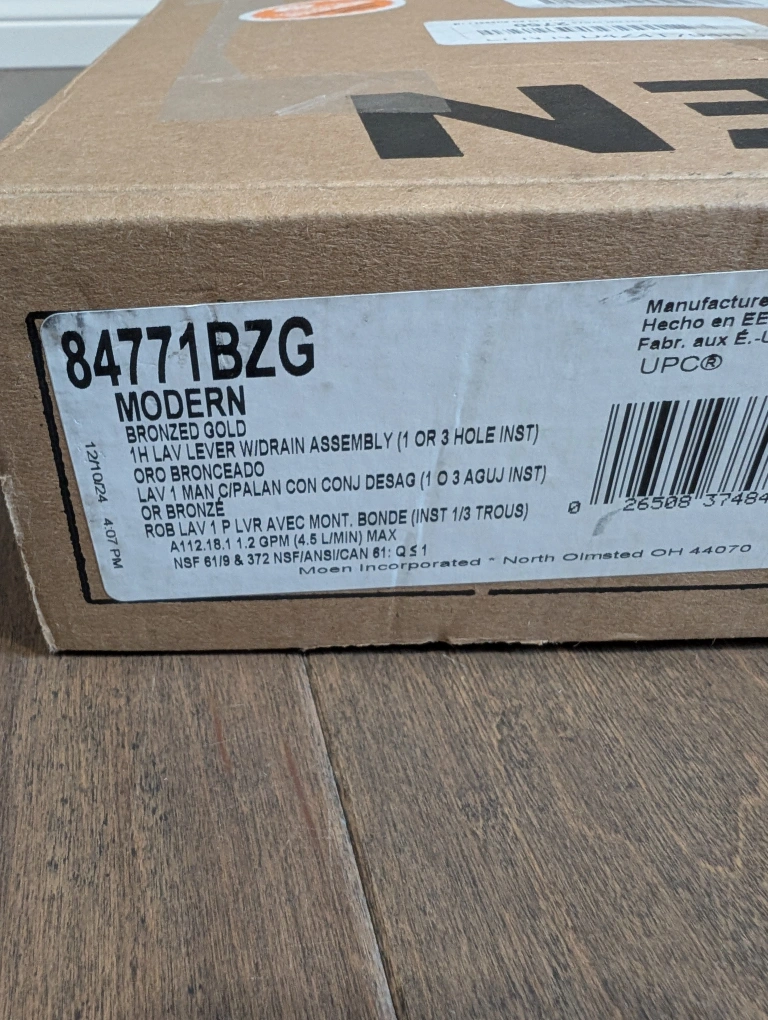 EN
84771BZG
MODERN
BRONZED GOLD
1H LAV LEVER W/DRAIN ASSEMBLY (1 OR 3 HOLE INST)
ORO BRONCEADO
LAV 1 MAN C/PALAN CON CONJ DESAG (1 O 3 AGUJ INST)
OR BRONZÉ
ROB LAV 1 P LVR AVEC MONT. BONDE (INST 1/3 TROUS)
A112.18.1 1.2 GPM (4.5 L/MIN) MAX
NSF 61/9 & 372 NSF/ANSI/CAN 61: Q ≤ 1
Moen Incorporated * North Olmsted OH 44070
12/10/24 4:07 PM
Manufacture
Hecho en EE
Fabr. aux É.-U
UPC®
0 26508 37484